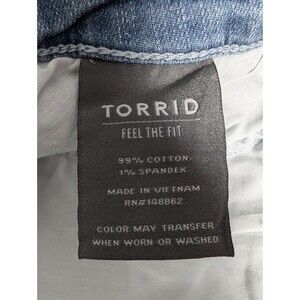 TORRID
FEEL THE FIT
99% COTTON
1% SPANDEX
MADE IN VIETNAM
RN#148862
COLOR MAY TRANSFER
WHEN WORN OR WASHED